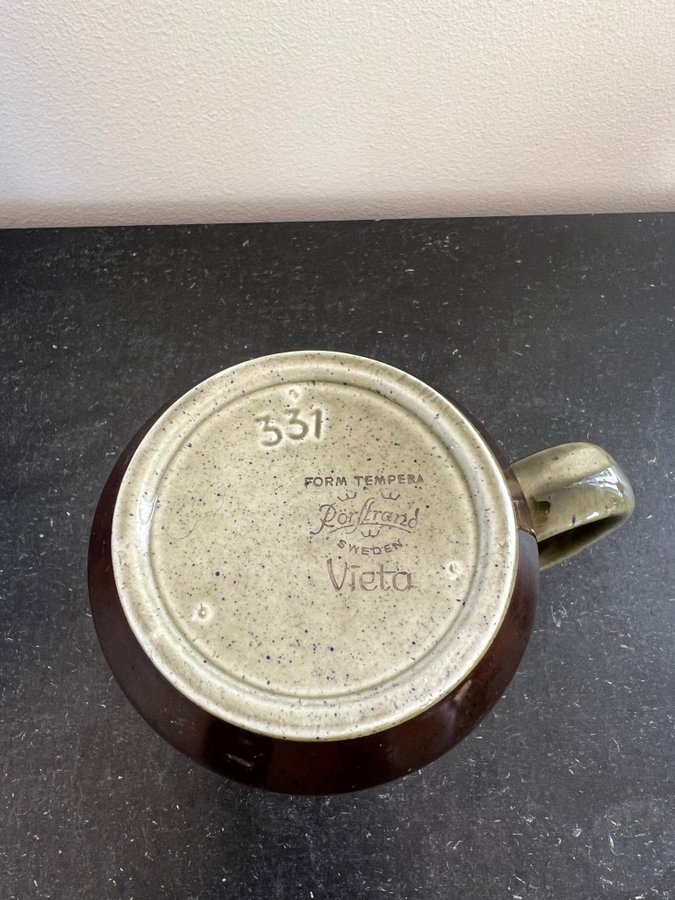 331
FORM TEMPERA
Rörstrand
SWEDEN
Vieta